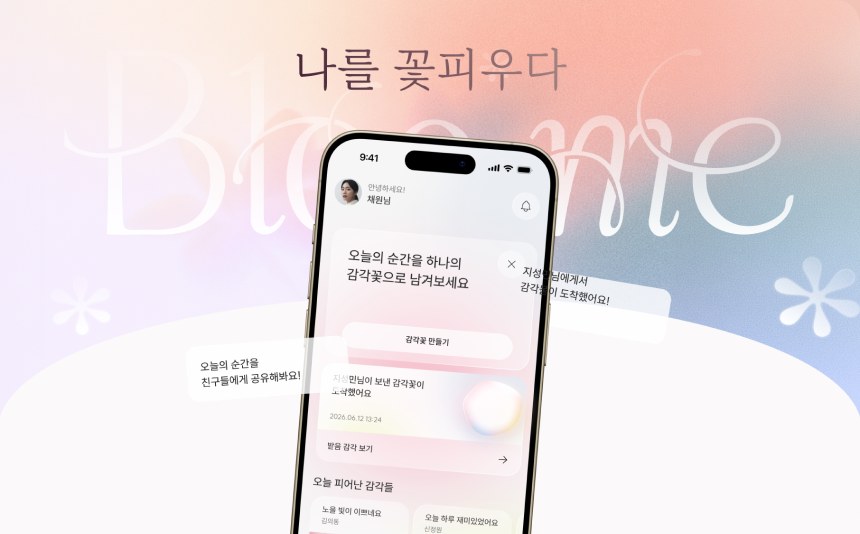 나를 꽃피우다
Bloome
9:41
안녕하세요!
채원님
오늘의 순간을 하나의
감각꽃으로 남겨보세요
지성민님에게서
감각꽃이 도착했어요!
감각꽃 만들기
오늘의 순간을
친구들에게 공유해봐요!
지성민님이 보낸 감각꽃이
도착했어요
2026.06.12 13:24
받음 감각 보기
오늘 피어난 감각들
노을 빛이 이쁘네요
김의동
오늘 하루 재미있었어요
신정원